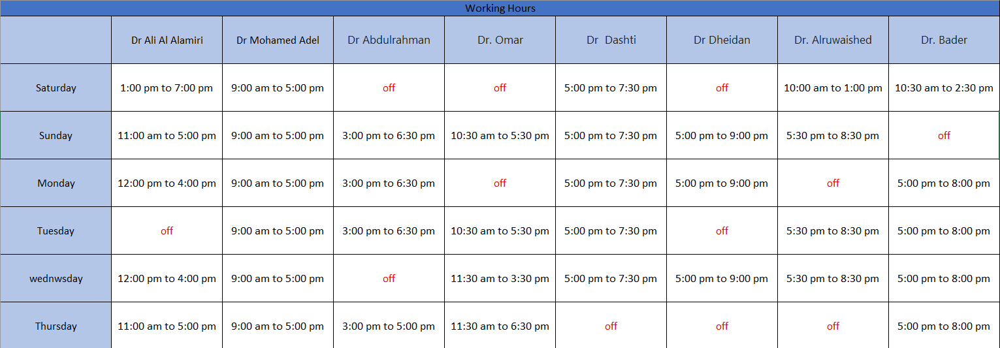 Working Hours
Dr Ali Al Alamiri Dr Mohamed Adel Dr Abdulrahman Dr. Omar Dr Dashti Dr Dheidan Dr. Alruwaished Dr. Bader
Saturday 1:00 pm to 7:00 pm 9:00 am to 5:00 pm off off 5:00 pm to 7:30 pm off 10:00 am to 1:00 pm 10:30 am to 2:30 pm
Sunday 11:00 am to 5:00 pm 9:00 am to 5:00 pm 3:00 pm to 6:30 pm 10:30 am to 5:30 pm 5:00 pm to 7:30 pm 5:00 pm to 9:00 pm 5:30 pm to 8:30 pm off
Monday 12:00 pm to 4:00 pm 9:00 am to 5:00 pm 3:00 pm to 6:30 pm off 5:00 pm to 7:30 pm 5:00 pm to 9:00 pm off 5:00 pm to 8:00 pm
Tuesday off 9:00 am to 5:00 pm 3:00 pm to 6:30 pm 10:30 am to 5:30 pm 5:00 pm to 7:30 pm off 5:30 pm to 8:30 pm 5:00 pm to 8:00 pm
wednwsday 12:00 pm to 4:00 pm 9:00 am to 5:00 pm off 11:30 am to 3:30 pm 5:00 pm to 7:30 pm 5:00 pm to 9:00 pm 5:30 pm to 8:30 pm 5:00 pm to 8:00 pm
Thursday 11:00 am to 5:00 pm 9:00 am to 5:00 pm 3:00 pm to 5:00 pm 11:30 am to 6:30 pm off off off 5:00 pm to 8:00 pm